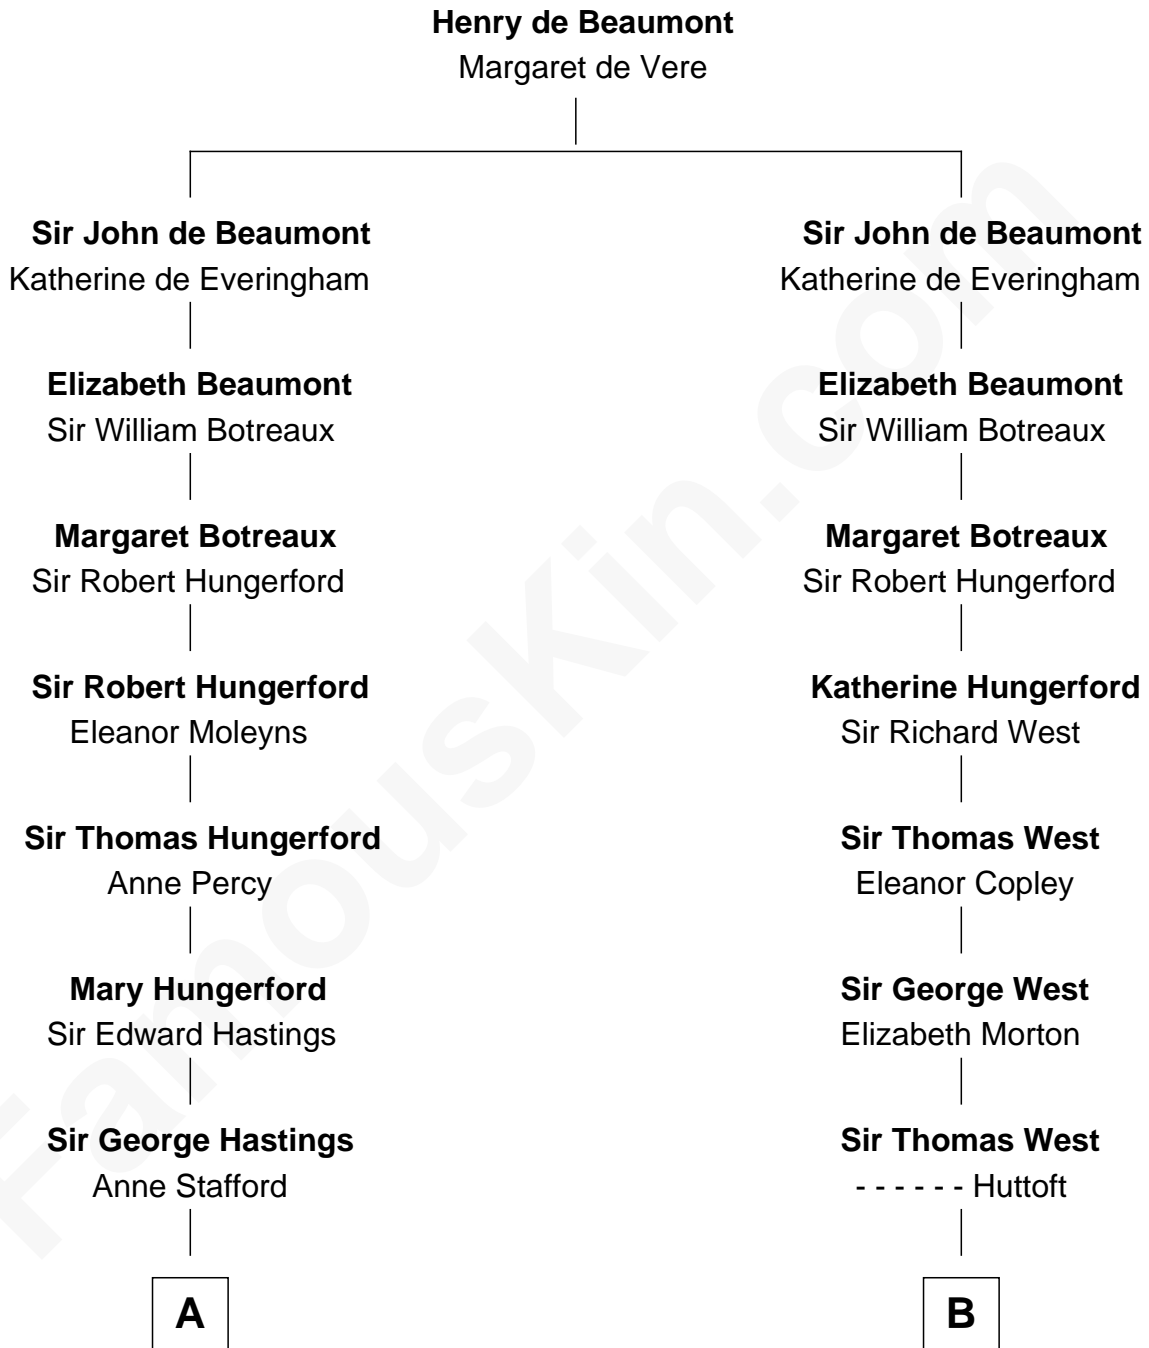 Henry de Beaumont
Margaret de Vere
Sir John de Beaumont
Katherine de Everingham
Elizabeth Beaumont
Sir William Botreaux
Margaret Botreaux
Sir Robert Hungerford
Sir Robert Hungerford
Eleanor Moleyns
Sir Thomas Hungerford
Anne Percy
Mary Hungerford
Sir Edward Hastings
Sir George Hastings
Anne Stafford
A
Sir John de Beaumont
Katherine de Everingham
Elizabeth Beaumont
Sir William Botreaux
Margaret Botreaux
Sir Robert Hungerford
Katherine Hungerford
Sir Richard West
Sir Thomas West
Eleanor Copley
Sir George West
Elizabeth Morton
Sir Thomas West
- - - - - - Huttoft
B
FamousKin.com